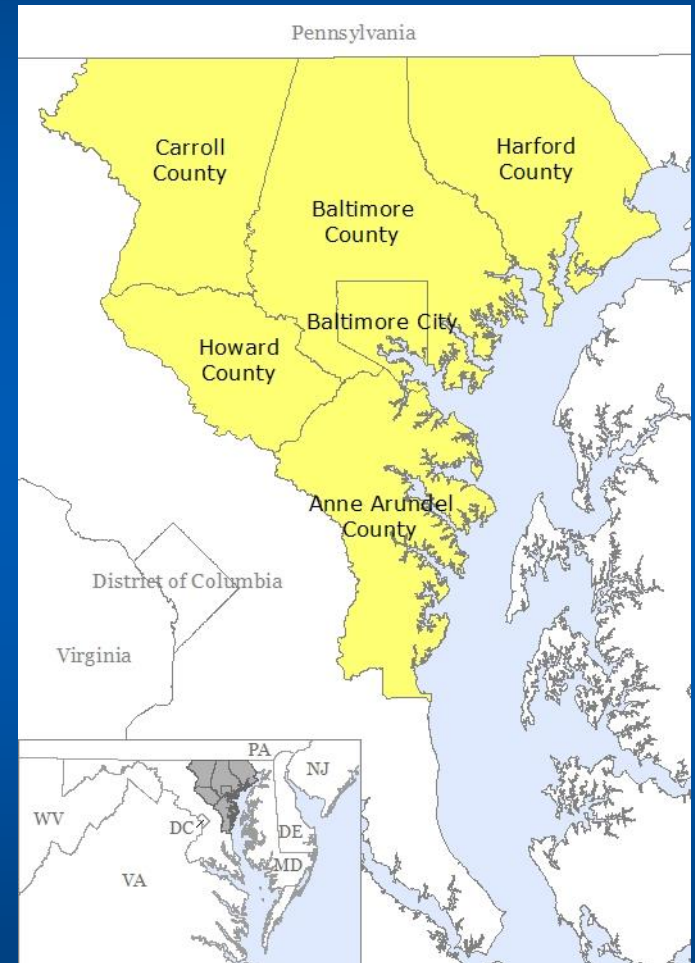 Pennsylvania
Carroll
County
Harford
County
Baltimore
County
Baltimore City
Howard
County
Anne Arundel
County
District of Columbia
Virginia
PA
NJ
WV
DC
DE
MD
VA